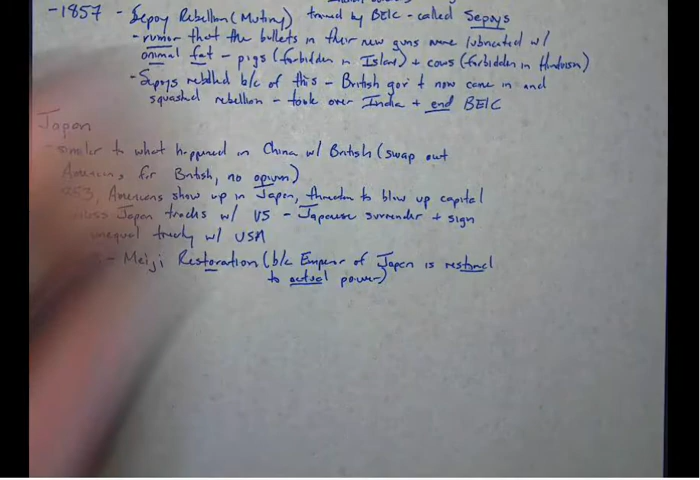 -1857 - Sepoy Rebellion (Mutiny) trained by BEIC - called Sepoys
- rumor that the bullets in their new guns were lubricated w/
animal fat - pigs (forbidden in Islam) + cows (forbidden in Hinduism)
- Sepoys rebelled b/c of this - British gov't now came in and
squashed rebellion - took over India + end BEIC
Japan
similar to what happened in China w/ British (swap out
Americans for British, no opium)
853, Americans show up in Japan, threaten to blow up capital
unless Japan trades w/ US - Japanese surrender + sign
unequal treaty w/ USA
- Meiji Restoration (b/c Emperor of Japan is restored
to actual power)